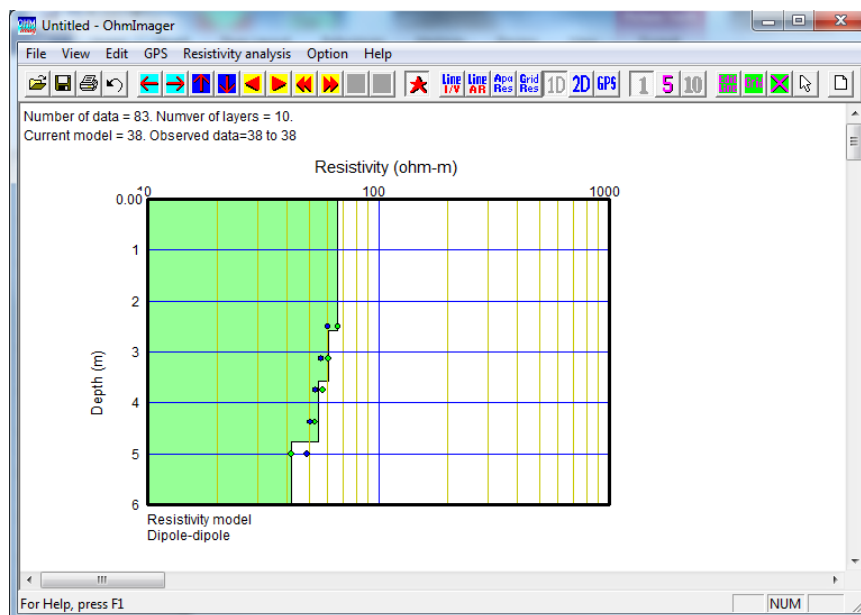 Untitled - OhmImager
File View Edit GPS Resistivity analysis Option Help
Line I/V Line AR Apa Res Grid Res 1D 2D GPS 1 5 10 Edit Line Grid
Number of data = 83. Numver of layers = 10.
Current model = 38. Observed data=38 to 38
Resistivity (ohm-m)
10 100 1000
0.00
1
2
3
4
5
6
Depth (m)
Resistivity model
Dipole-dipole
For Help, press F1 NUM